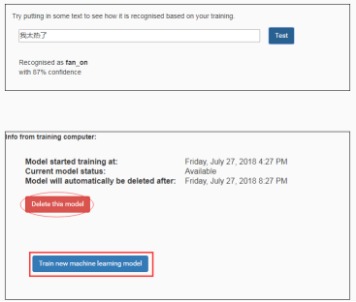 Try putting in some text to see how it is recognised based on your training.
我太热了
Test
Recognised as fan_on
with 87% confidence
Info from training computer:
Model started training at: Friday, July 27, 2018 4:27 PM
Current model status: Available
Model will automatically be deleted after: Friday, July 27, 2018 8:27 PM
Delete this model
Train new machine learning model